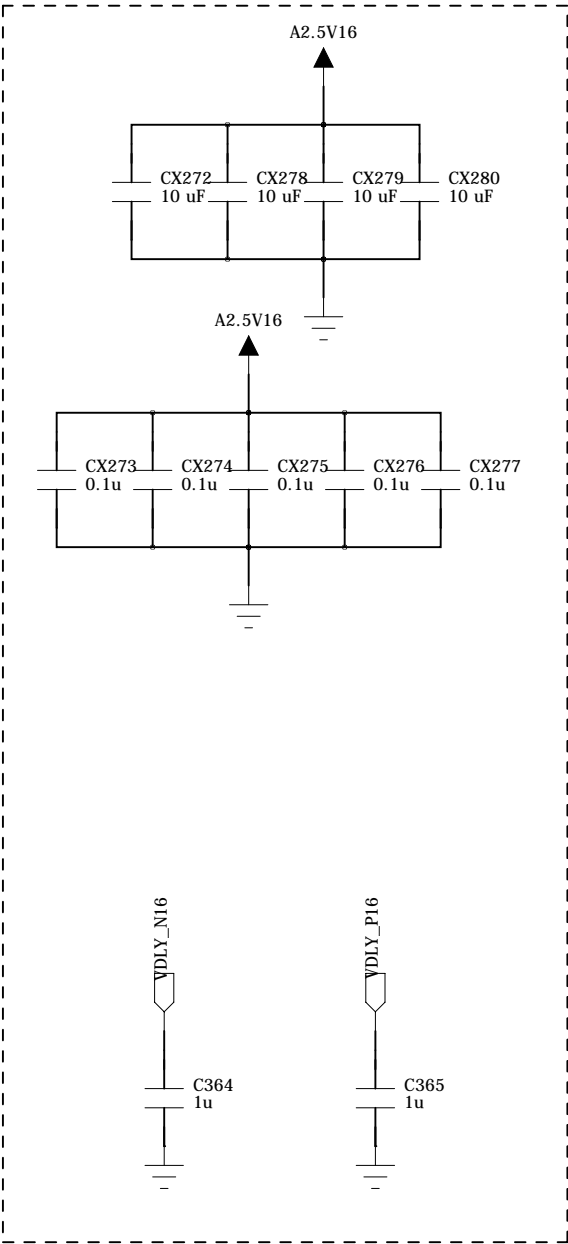 A2.5V16
CX272
10 uF
CX278
10 uF
CX279
10 uF
CX280
10 uF
A2.5V16
CX273
0.1u
CX274
0.1u
CX275
0.1u
CX276
0.1u
CX277
0.1u
VDLY_N16
VDLY_P16
C364
1u
C365
1u